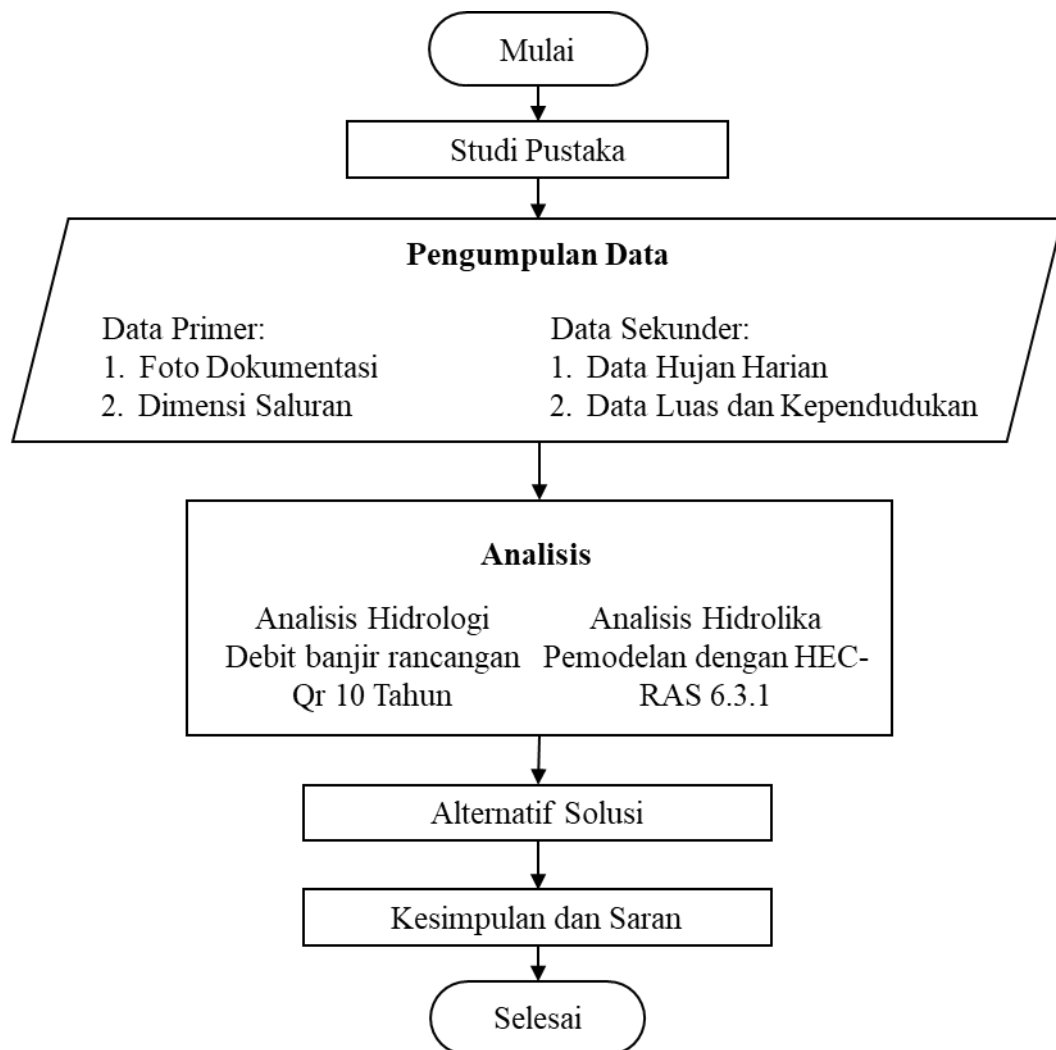 Mulai
Studi Pustaka
Pengumpulan Data
Data Primer:
1. Foto Dokumentasi
2. Dimensi Saluran
Data Sekunder:
1. Data Hujan Harian
2. Data Luas dan Kependudukan
Analisis
Analisis Hidrologi
Debit banjir rancangan
Qr 10 Tahun
Analisis Hidrolika
Pemodelan dengan HEC-
RAS 6.3.1
Alternatif Solusi
Kesimpulan dan Saran
Selesai